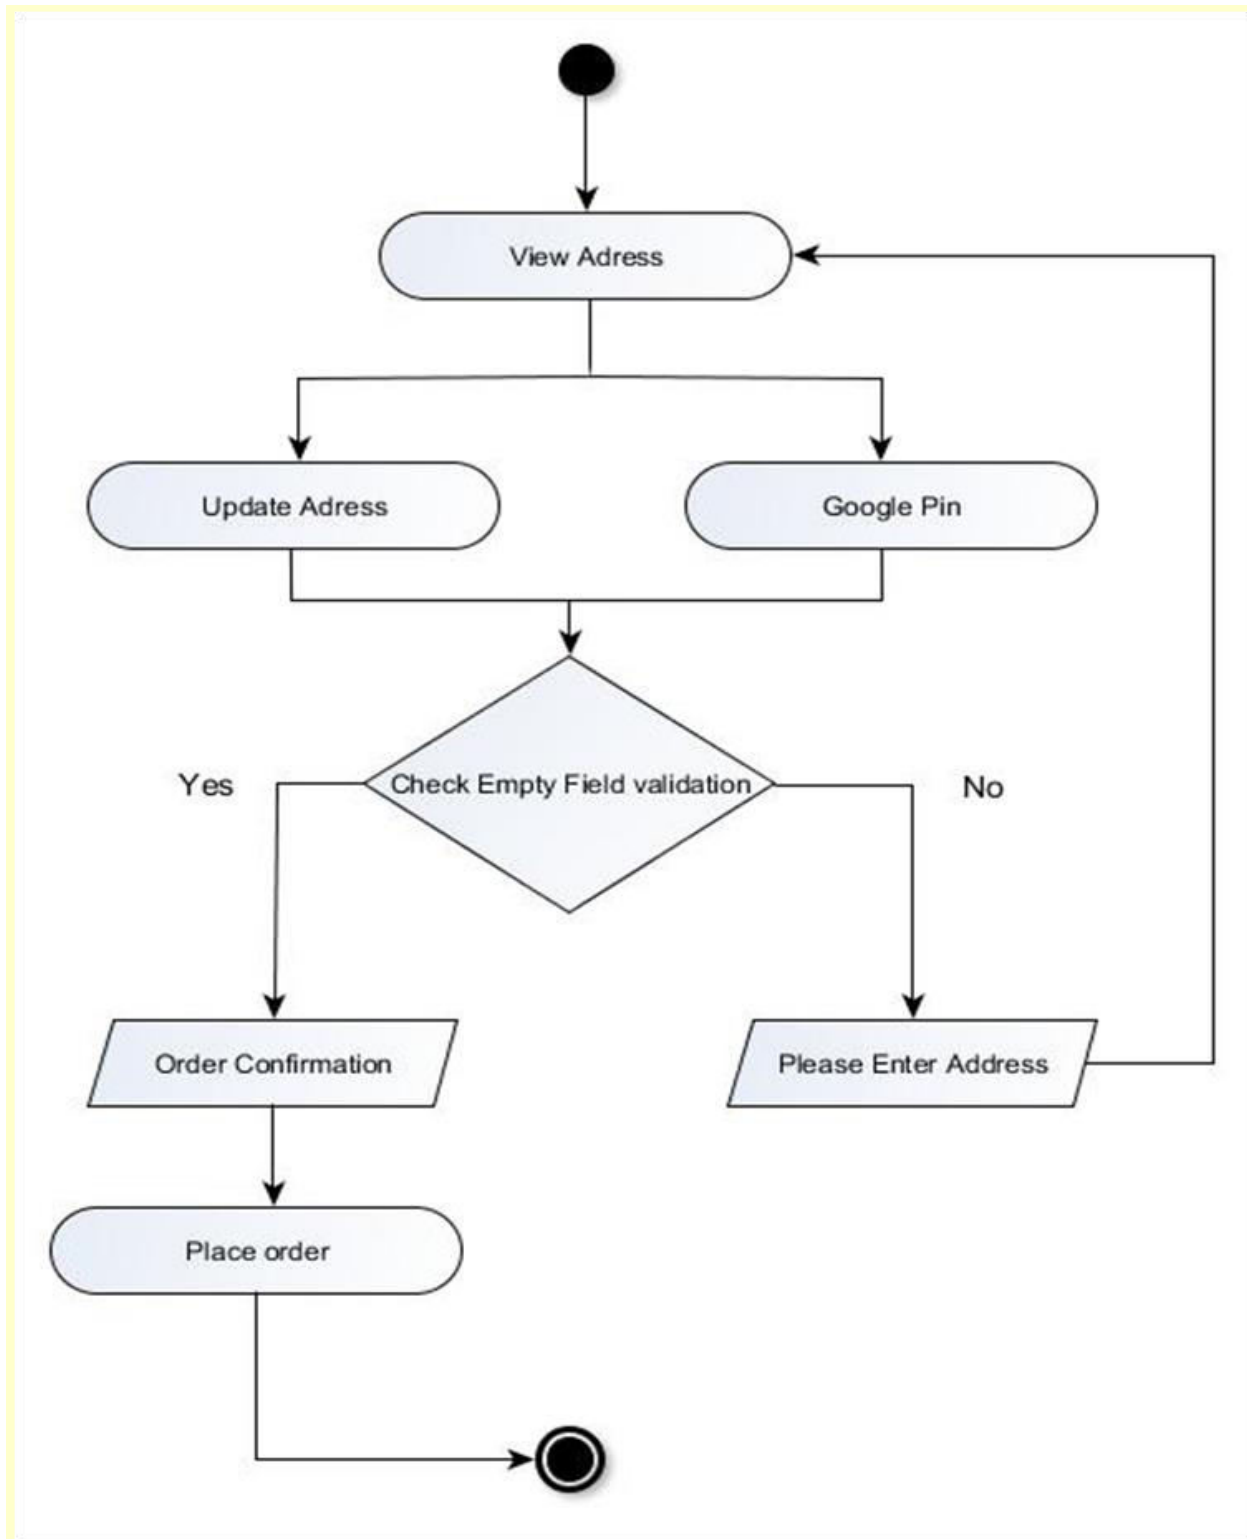 View Adress
Update Adress
Google Pin
Check Empty Field validation
Yes
No
Order Confirmation
Please Enter Address
Place order